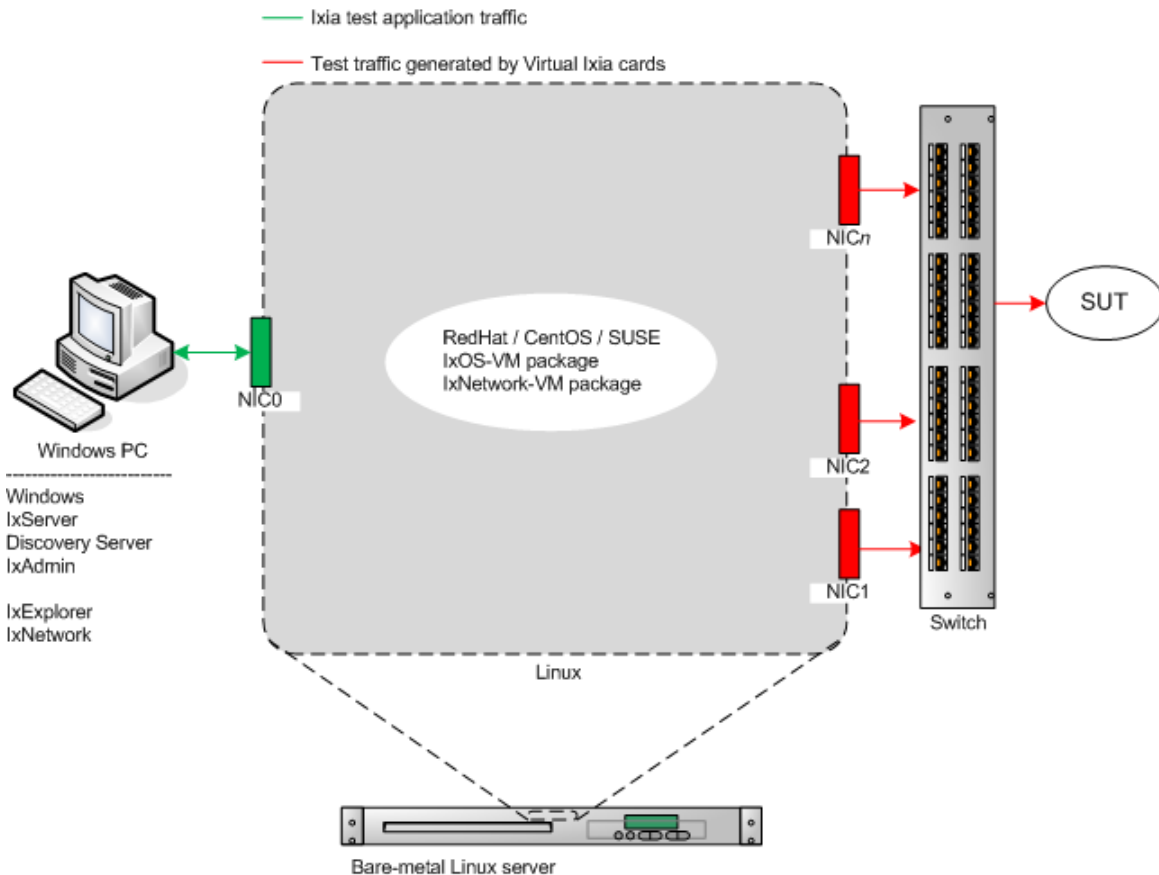 Ixia test application traffic
Test traffic generated by Virtual Ixia cards
NICn
SUT
RedHat / CentOS / SUSE
IxOS-VM package
IxNetwork-VM package
NIC0
Windows PC
---------------------------
Windows
IxServer
Discovery Server
IxAdmin
IxExplorer
IxNetwork
NIC2
NIC1
Switch
Linux
Bare-metal Linux server